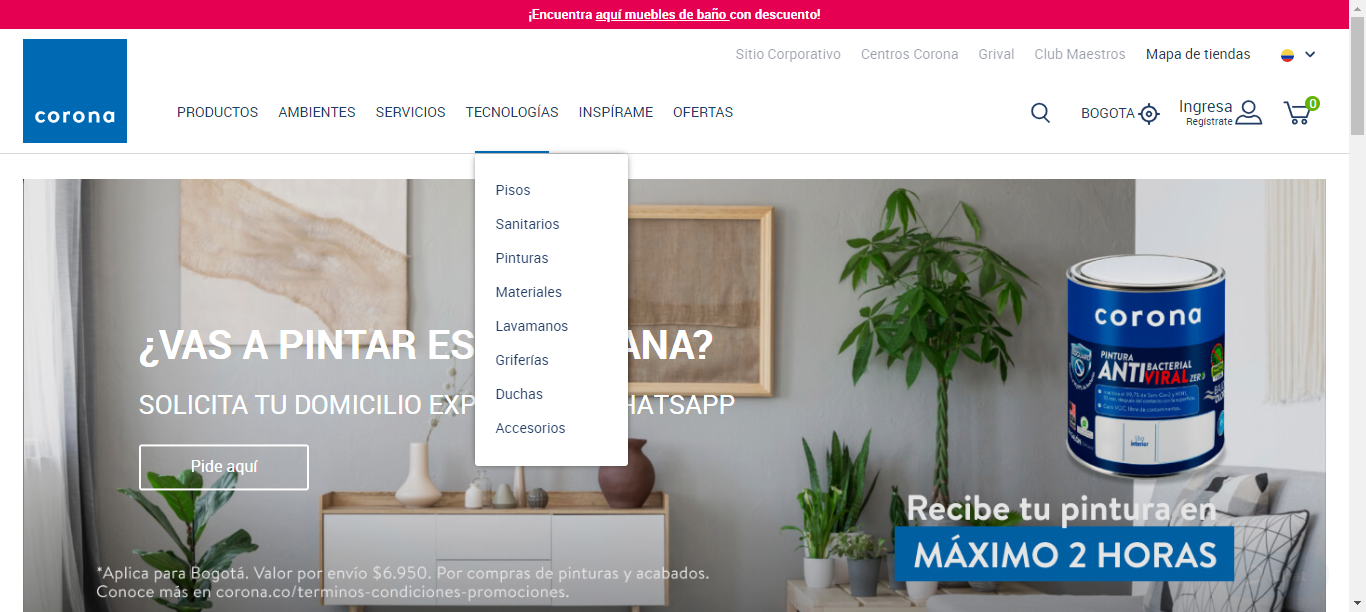 ¡Encuentra aquí muebles de baño con descuento!
Sitio Corporativo Centros Corona Grival Club Maestros Mapa de tiendas
corona
PRODUCTOS AMBIENTES SERVICIOS TECNOLOGÍAS INSPÍRAME OFERTAS
BOGOTA
Ingresa
Regístrate
0
Pisos
Sanitarios
Pinturas
Materiales
Lavamanos
Griferías
Duchas
Accesorios
¿VAS A PINTAR ES ANA?
SOLICITA TU DOMICILIO EXP HATSAPP
Pide aquí
corona
PINTURA
ANTIBACTERIAL
VIRAL ZERO
interior
Recibe tu pintura en
MÁXIMO 2 HORAS
*Aplica para Bogotá. Valor por envío $6.950. Por compras de pinturas y acabados.
Conoce más en corona.co/terminos-condiciones-promociones.